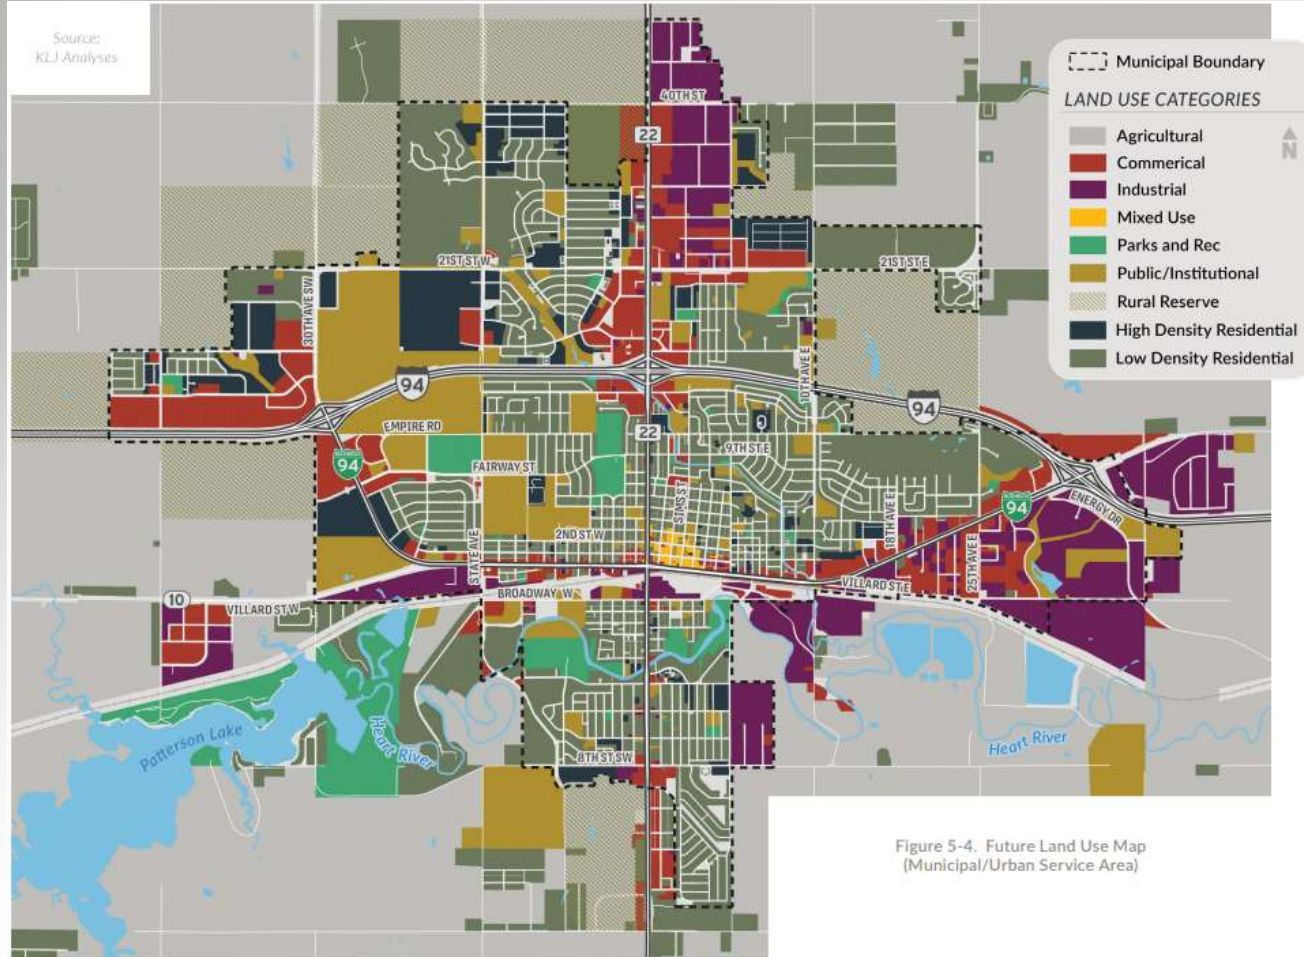 Source:
KLJ Analyses
Municipal Boundary
LAND USE CATEGORIES
Agricultural
Commerical
Industrial
Mixed Use
Parks and Rec
Public/Institutional
Rural Reserve
High Density Residential
Low Density Residential
N
40TH ST
22
21ST ST W
21ST ST E
30TH AVE SW
10TH AVE E
94
94
EMPIRE RD
22
9TH ST E
94
FAIRWAY ST
SIMS ST
18TH AVE E
94
ENERGY DR
2ND ST W
STATE AVE
25TH AVE E
VILLARD ST E
BROADWAY W
10
VILLARD ST W
Patterson Lake
Heart River
Heart River
8TH ST SW
Figure 5-4. Future Land Use Map
(Municipal/Urban Service Area)